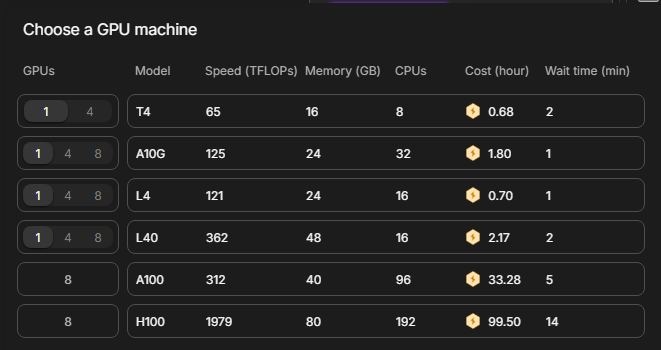 Choose a GPU machine
GPUs Model Speed (TFLOPs) Memory (GB) CPUs Cost (hour) Wait time (min)
1 4 T4 65 16 8 0.68 2
1 4 8 A10G 125 24 32 1.80 1
1 4 8 L4 121 24 16 0.70 1
1 4 8 L40 362 48 16 2.17 2
8 A100 312 40 96 33.28 5
8 H100 1979 80 192 99.50 14